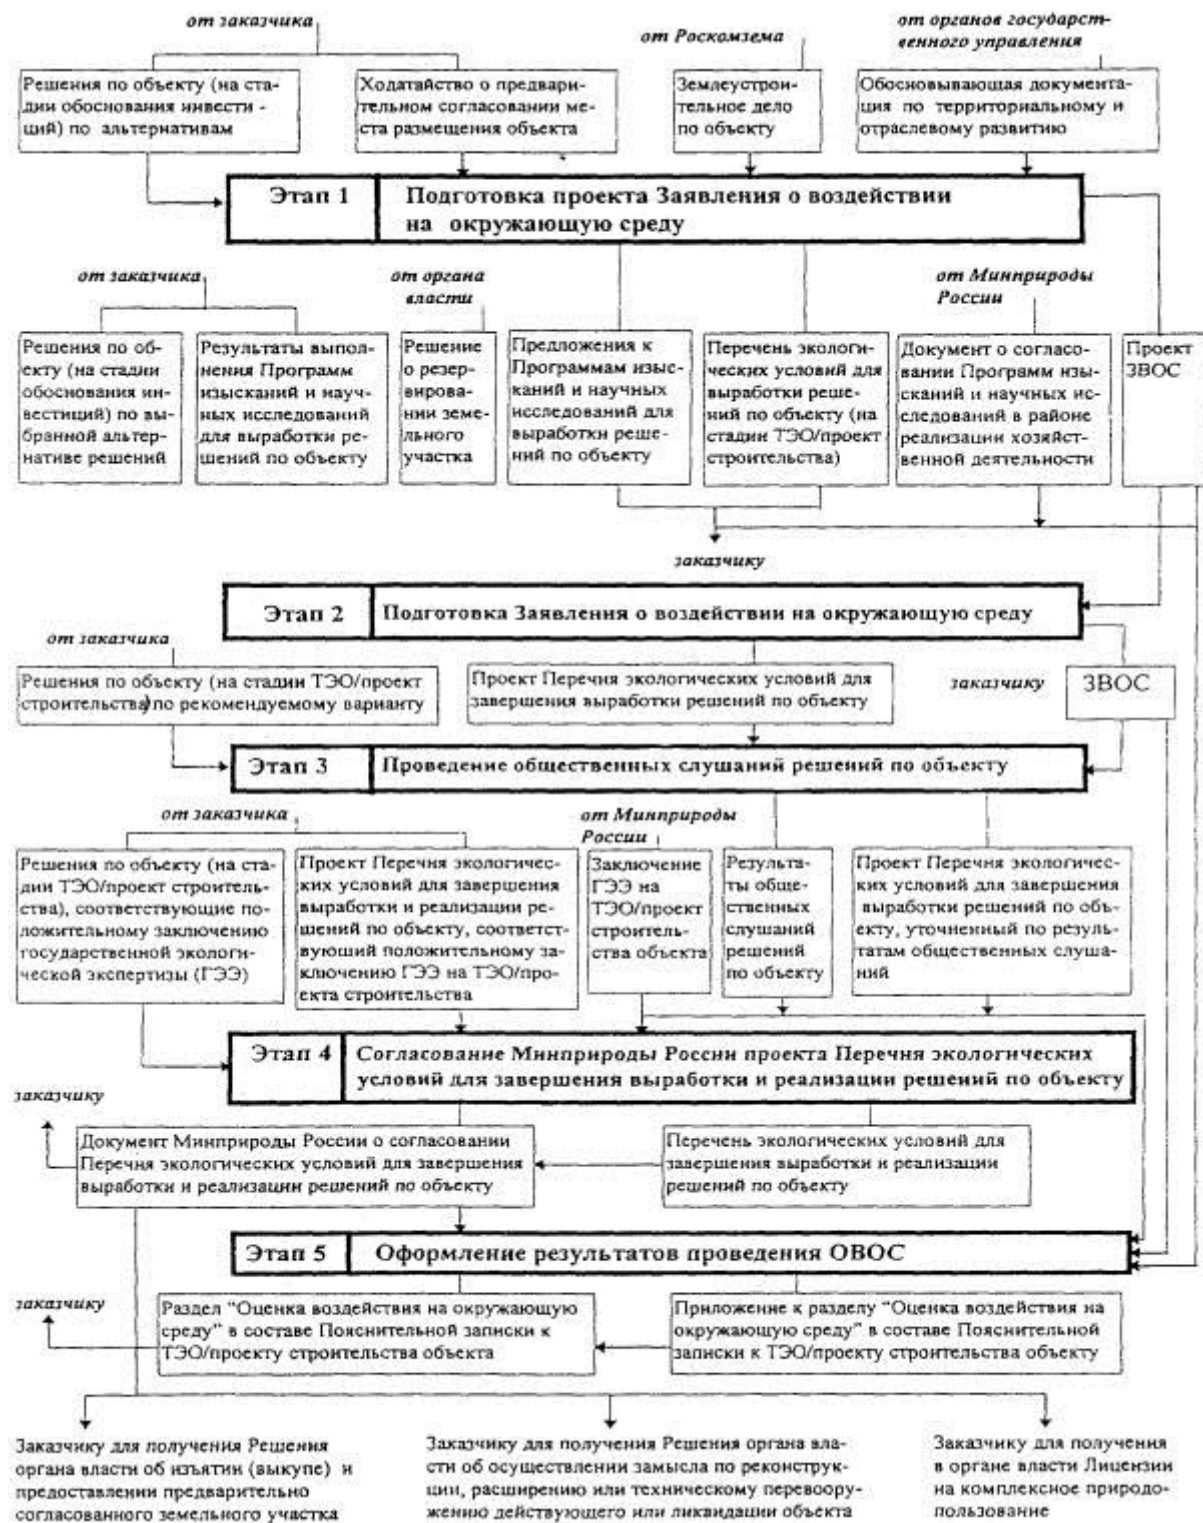 от заказчика
от Роскомзема
от органов государст-
венного управления
Решения по объекту (на ста-
дии обоснования инвести -
ций) по альтернативам
Ходатайство о предвари-
тельном согласовании ме-
ста размещения объекта
Землеустрои-
тельное дело
по объекту
Обосновывающая документа-
ция по территориальному и
отраслевому развитию
Этап 1
Подготовка проекта Заявления о воздействии
на окружающую среду
от заказчика
от органа
власти
от Минприроды
России
Решения по объ-
екту (на стадии
обоснования ин-
вестиций) по вы-
бранной альтер-
нативе решений
Результаты выпол-
нения Программ
изысканий и науч-
ных исследований
для выработки ре-
шений по объекту
Решение
о резер-
вировании
земель-
ного
участка
Предложения к
Программам изыс-
каний и научных
исследований для
выработки реше-
ний по объекту
Перечень экологи-
ческих условий для
выработки реше-
ний по объекту (на
стадии ТЭО/проект
строительства)
Документ о согласо-
вании Программ изы-
сканий и научных ис-
следований в районе
реализации хозяйст-
венной деятельности
Проект
ЗВОС
заказчику
Этап 2
Подготовка Заявления о воздействии на окружающую среду
от заказчика
Решения по объекту (на стадии ТЭО/проект
строительства) по рекомендуемому варианту
Проект Перечня экологических условий для
завершения выработки решений по объекту
заказчику
ЗВОС
Этап 3
Проведение общественных слушаний решений по объекту
от заказчика
от Минприроды
России
Решения по объекту (на ста-
дии ТЭО/проект строитель-
ства), соответствующие по-
ложительному заключению
государственной экологи-
ческой экспертизы (ГЭЭ)
Проект Перечня экологичес-
ких условий для завершения
выработки и реализации ре-
шений по объекту, соответст-
вующий положительному за-
ключению ГЭЭ на ТЭО/про-
екта строительства
Заключение
ГЭЭ на
ТЭО/проект
строитель-
ства объекта
Результа-
ты обще-
ственных
слушаний
решений
по объекту
Проект Перечня экологичес-
ких условий для завершения
выработки решений по объ-
екту, уточненный по резуль-
татам общественных слуша-
ний
Этап 4
Согласование Минприроды России проекта Перечня экологических
условий для завершения выработки и реализации решений по объекту
заказчику
Документ Минприроды России о согласовании
Перечня экологических условий для завершения
выработки и реализации решений по объекту
Перечень экологических условий для
завершения выработки и реализации
решений по объекту
Этап 5
Оформление результатов проведения ОВОС
заказчику
Раздел "Оценка воздействия на окружающую
среду" в составе Пояснительной записки к
ТЭО/проекту строительства объекта
Приложение к разделу "Оценка воздействия на
окружающую среду" в составе Пояснительной
записки к ТЭО/проекту строительства объекту
Заказчику для получения Решения
органа власти об изъятии (выкупе) и
предоставлении предварительно
согласованного земельного участка
Заказчику для получения Решения органа вла-
сти об осуществлении замысла по реконструк-
ции, расширению или техническому перевоору-
жению действующего или ликвидации объекта
Заказчику для получения
в органе власти Лицензии
на комплексное природо-
пользование